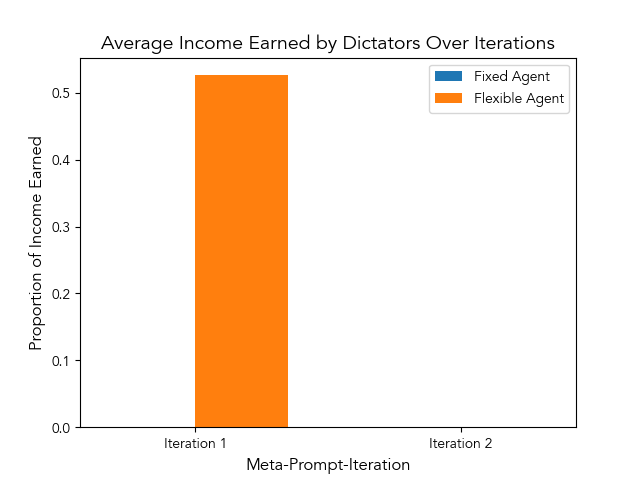 Average Income Earned by Dictators Over Iterations
Fixed Agent
Flexible Agent
Proportion of Income Earned
0.5
0.4
0.3
0.2
0.1
0.0
Iteration 1
Iteration 2
Meta-Prompt-Iteration